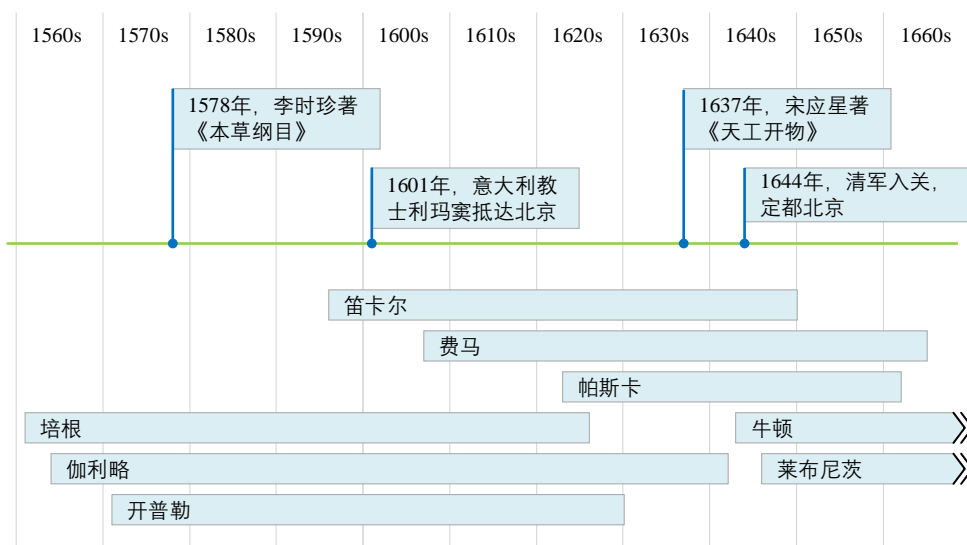 1560s 1570s 1580s 1590s 1600s 1610s 1620s 1630s 1640s 1650s 1660s
1578年，李时珍著
《本草纲目》
1637年，宋应星著
《天工开物》
1601年，意大利教
士利玛窦抵达北京
1644年，清军入关，
定都北京
笛卡尔
费马
帕斯卡
培根
牛顿
伽利略
莱布尼茨
开普勒